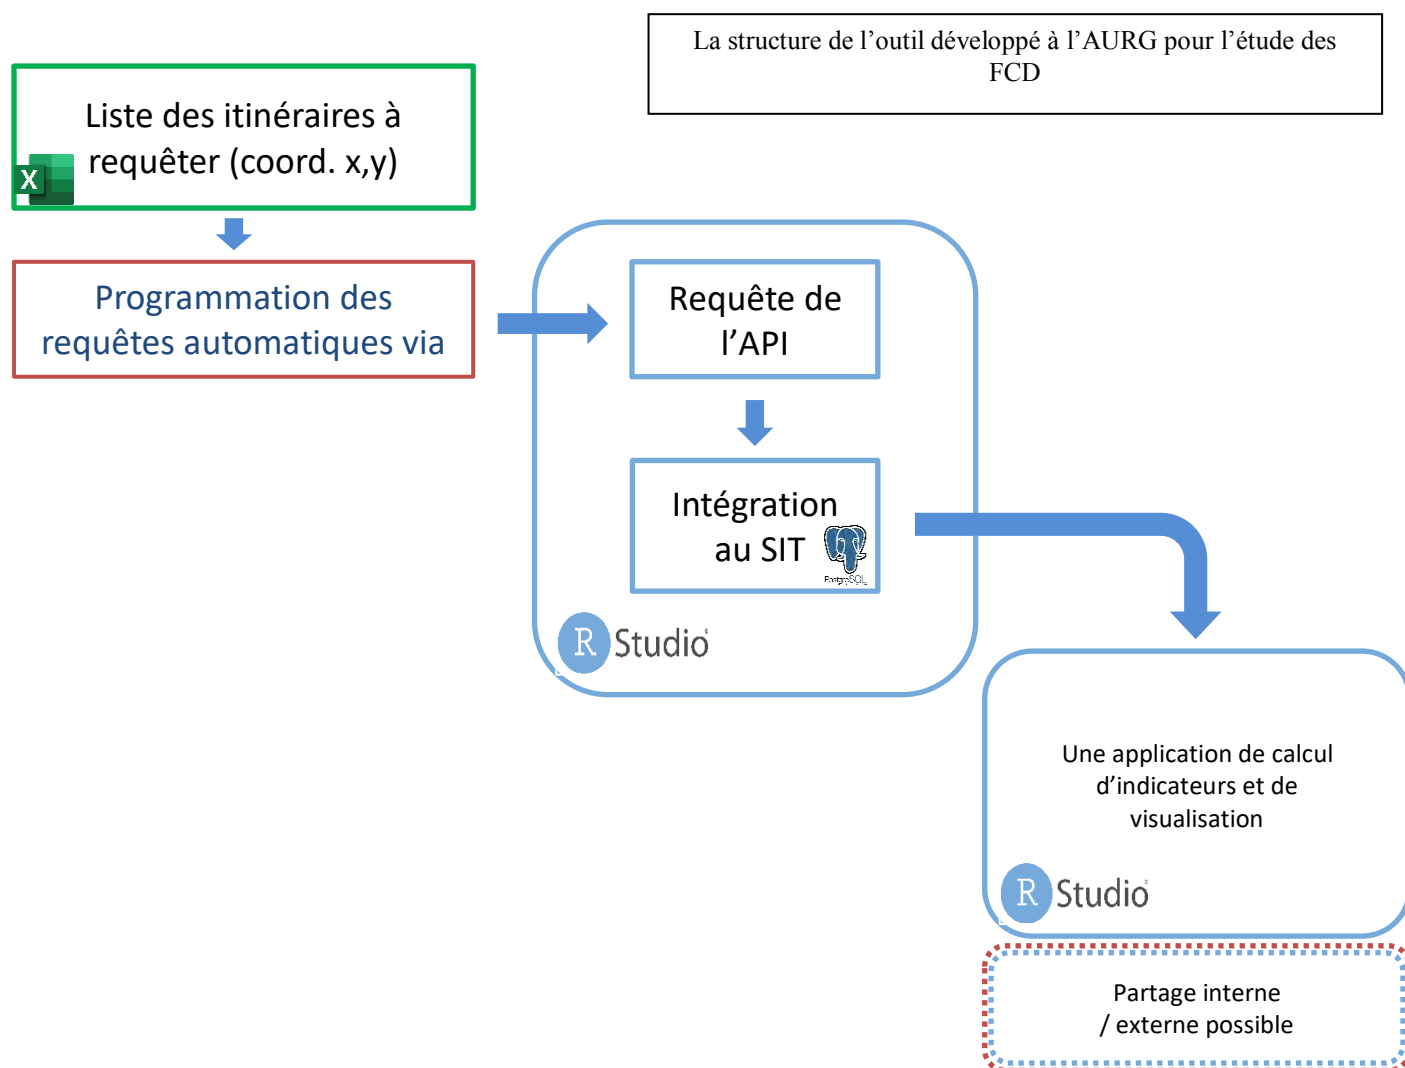 La structure de l’outil développé à l’AURG pour l’étude des
FCD
Liste des itinéraires à
requêter (coord. x,y)
X
Programmation des
requêtes automatiques via
Requête de
l’API
Intégration
au SIT
PostgreSQL
R Studio
Une application de calcul
d’indicateurs et de
visualisation
R Studio
Partage interne
/ externe possible